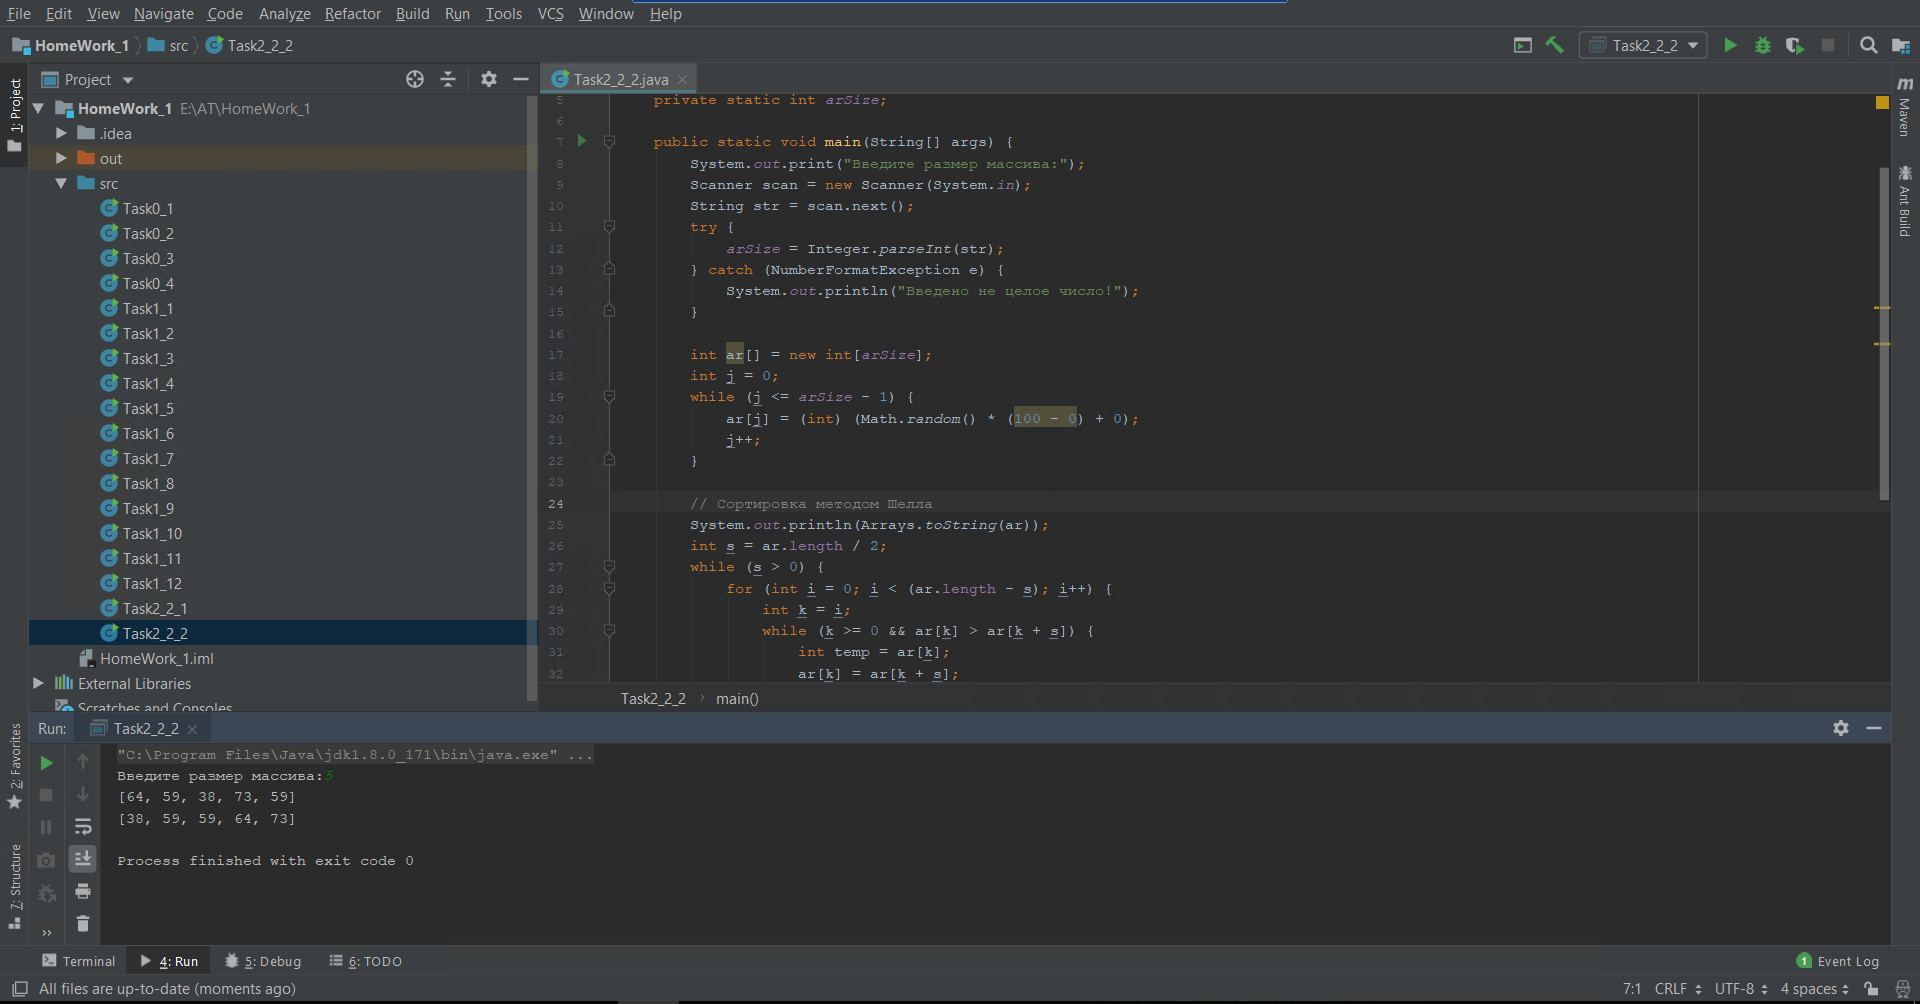 File Edit View Navigate Code Analyze Refactor Build Run Tools VCS Window Help
HomeWork_1 src Task2_2_2
Task2_2_2
1: Project
Project
HomeWork_1 E:\AT\HomeWork_1
.idea
out
src
Task0_1
Task0_2
Task0_3
Task0_4
Task1_1
Task1_2
Task1_3
Task1_4
Task1_5
Task1_6
Task1_7
Task1_8
Task1_9
Task1_10
Task1_11
Task1_12
Task2_2_1
Task2_2_2
HomeWork_1.iml
External Libraries
Scratches and Consoles
Task2_2_2.java
5 private static int arSize;
6
7 public static void main(String[] args) {
8 System.out.print("Введите размер массива:");
9 Scanner scan = new Scanner(System.in);
10 String str = scan.next();
11 try {
12 arSize = Integer.parseInt(str);
13 } catch (NumberFormatException e) {
14 System.out.println("Введено не целое число!");
15 }
16
17 int ar[] = new int[arSize];
18 int j = 0;
19 while (j <= arSize - 1) {
20 ar[j] = (int) (Math.random() * (100 - 0) + 0);
21 j++;
22 }
23
24 // Сортировка методом Шелла
25 System.out.println(Arrays.toString(ar));
26 int s = ar.length / 2;
27 while (s > 0) {
28 for (int i = 0; i < (ar.length - s); i++) {
29 int k = i;
30 while (k >= 0 && ar[k] > ar[k + s]) {
31 int temp = ar[k];
32 ar[k] = ar[k + s];
Task2_2_2 main()
m Maven
Ant Build
Run: Task2_2_2
2: Favorites
7: Structure
"C:\Program Files\Java\jdk1.8.0_171\bin\java.exe" ...
Введите размер массива:5
[64, 59, 38, 73, 59]
[38, 59, 59, 64, 73]
Process finished with exit code 0
Terminal 4: Run 5: Debug 6: TODO
1 Event Log
All files are up-to-date (moments ago)
7:1 CRLF UTF-8 4 spaces